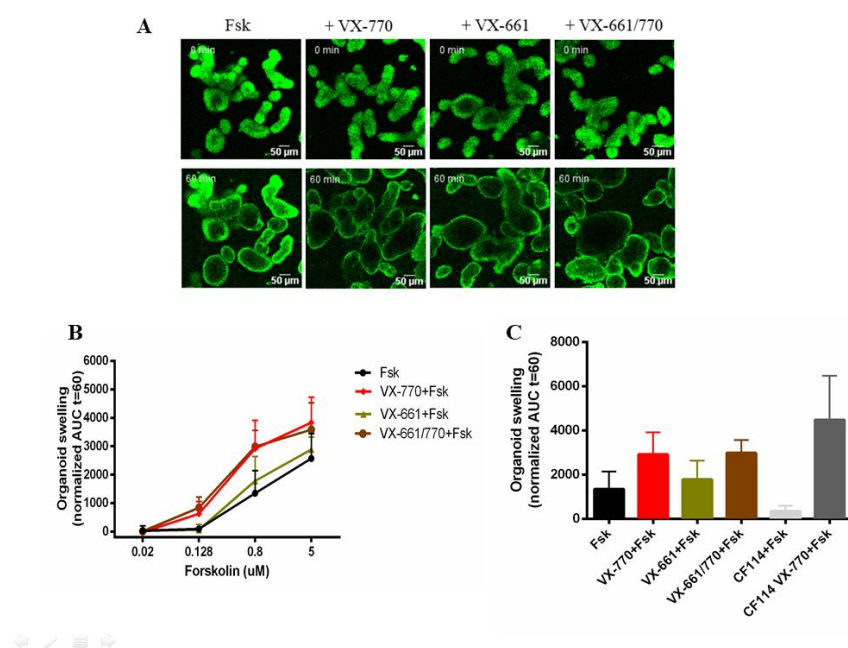 A
Fsk
+ VX-770
+ VX-661
+ VX-661/770
0 min
0 min
0 min
0 min
50 µm
50 µm
50 µm
50 µm
60 min
60 min
60 min
60 min
50 µm
50 µm
50 µm
50 µm
B
Organoid swelling
(normalized AUC t=60)
6000
5000
4000
3000
2000
1000
0
0.02
0.128
0.8
5
Forskolin (uM)
Fsk
VX-770+Fsk
VX-661+Fsk
VX-661/770+Fsk
C
Organoid swelling
(normalized AUC t=60)
8000
6000
4000
2000
0
Fsk
VX-770+Fsk
VX-661+Fsk
VX-661/770+Fsk
CF114+Fsk
CF114 VX-770+Fsk